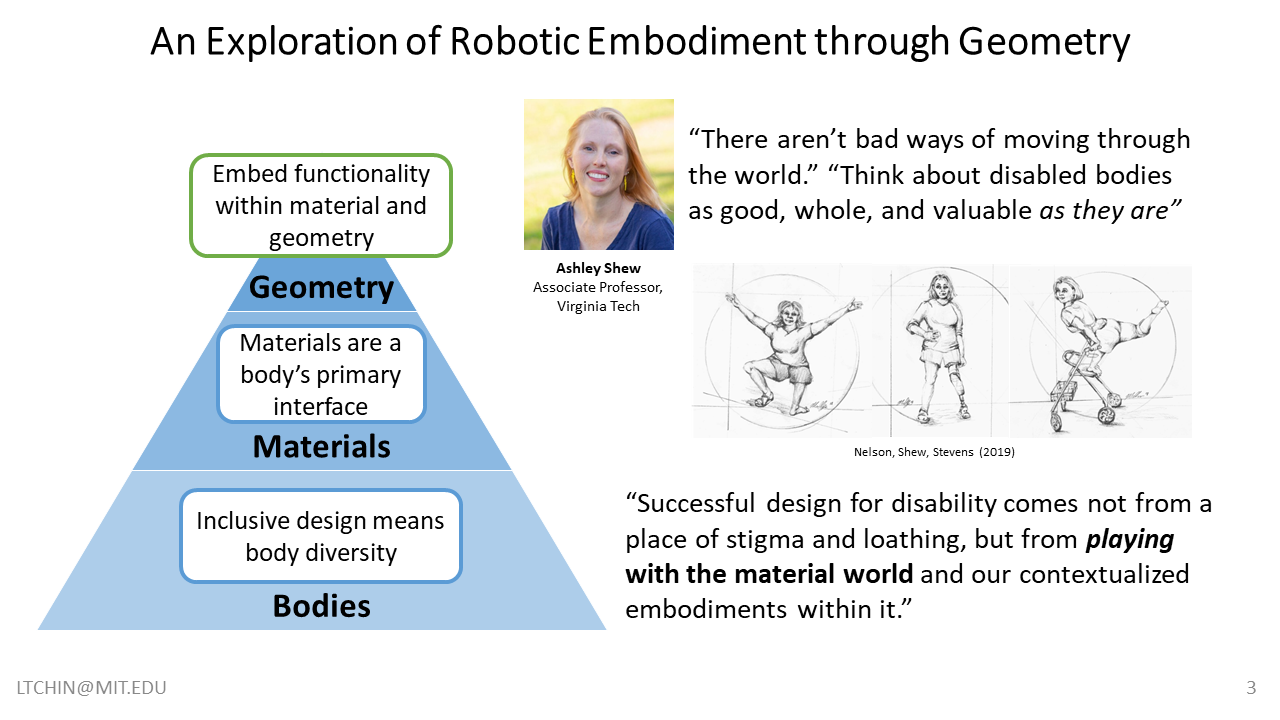 An Exploration of Robotic Embodiment through Geometry
Embed functionality
within material and
geometry
Geometry
Materials are a
body’s primary
interface
Materials
Inclusive design means
body diversity
Bodies
Ashley Shew
Associate Professor,
Virginia Tech
“There aren’t bad ways of moving through
the world.” “Think about disabled bodies
as good, whole, and valuable as they are”
Nelson, Shew, Stevens (2019)
“Successful design for disability comes not from a
place of stigma and loathing, but from playing
with the material world and our contextualized
embodiments within it.”
LTCHIN@MIT.EDU
3